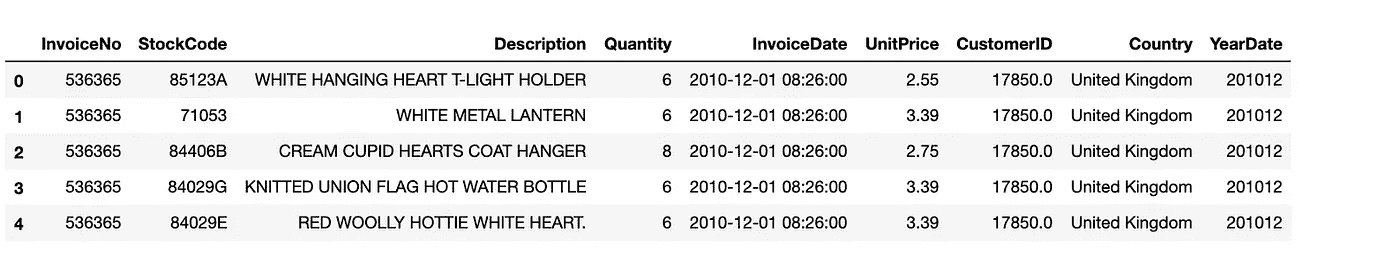 InvoiceNo StockCode Description Quantity InvoiceDate UnitPrice CustomerID Country YearDate
0 536365 85123A WHITE HANGING HEART T-LIGHT HOLDER 6 2010-12-01 08:26:00 2.55 17850.0 United Kingdom 201012
1 536365 71053 WHITE METAL LANTERN 6 2010-12-01 08:26:00 3.39 17850.0 United Kingdom 201012
2 536365 84406B CREAM CUPID HEARTS COAT HANGER 8 2010-12-01 08:26:00 2.75 17850.0 United Kingdom 201012
3 536365 84029G KNITTED UNION FLAG HOT WATER BOTTLE 6 2010-12-01 08:26:00 3.39 17850.0 United Kingdom 201012
4 536365 84029E RED WOOLLY HOTTIE WHITE HEART. 6 2010-12-01 08:26:00 3.39 17850.0 United Kingdom 201012